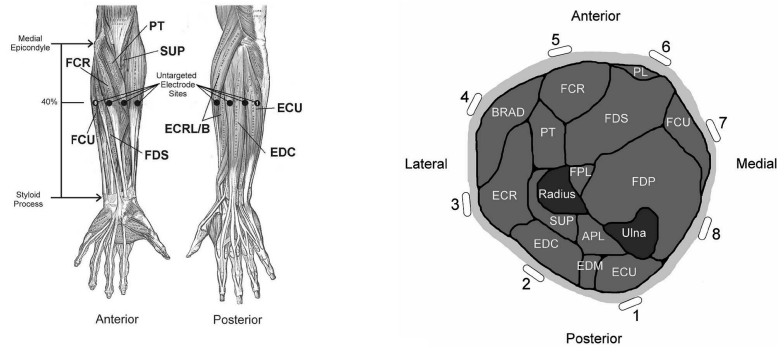 Medial
Epicondyle
PT
SUP
FCR
Untargeted
Electrode
Sites
40%
ECU
FCU
ECRL/B
FDS
EDC
Styloid
Process
Anterior
Posterior
Anterior
5
6
PL
FCR
4
BRAD
FDS
7
FCU
PT
Lateral
Medial
FPL
FDP
ECR
Radius
3
SUP
Ulna
8
APL
EDC
EDM
ECU
2
1
Posterior